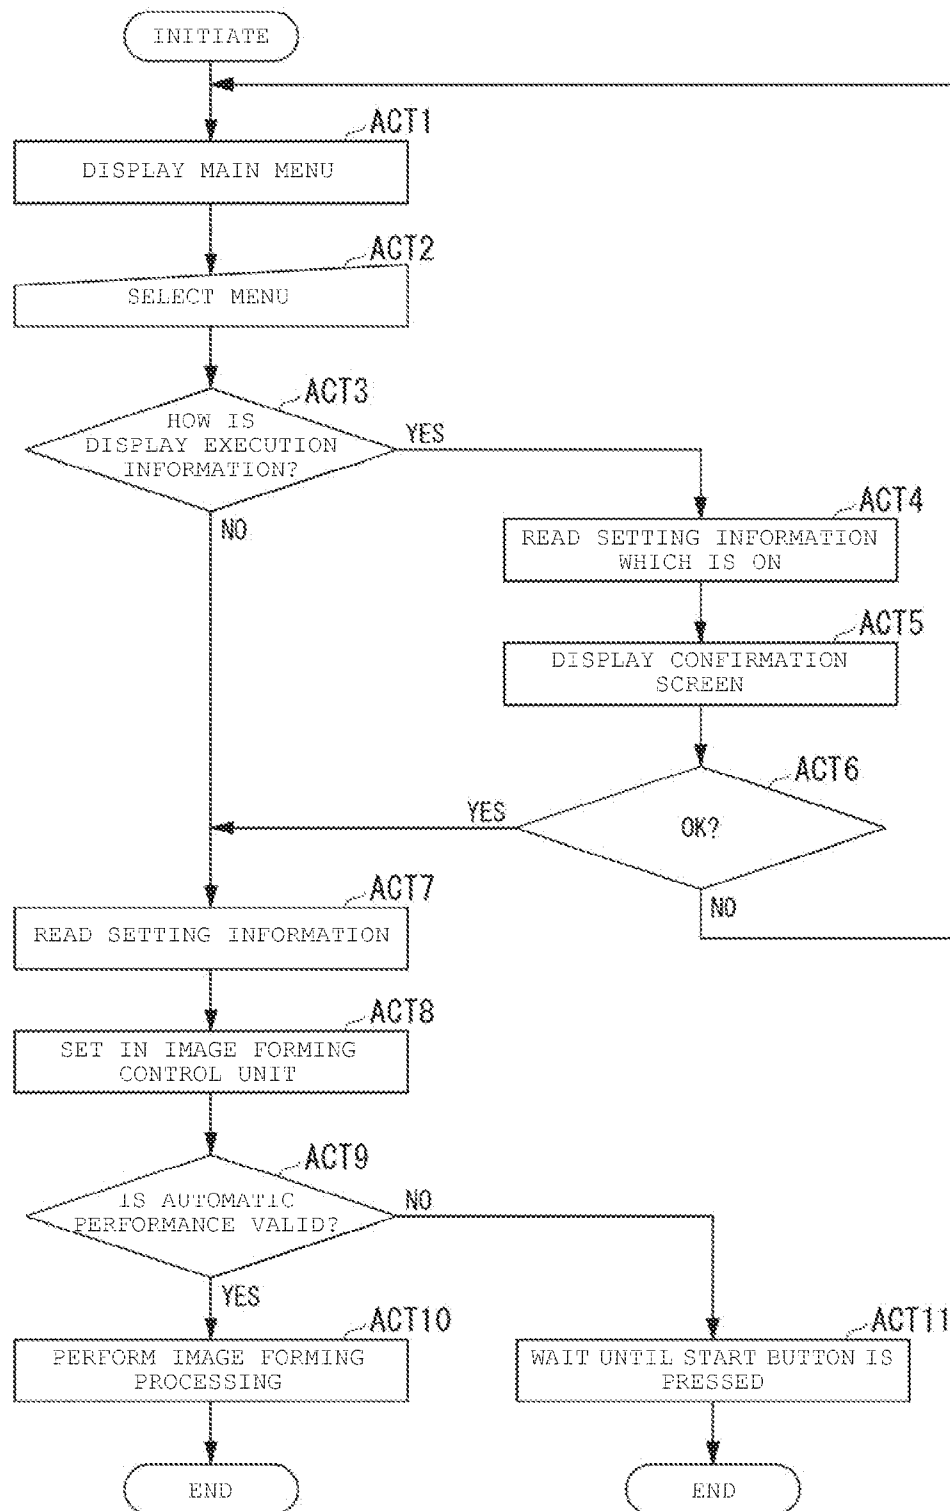 INITIATE
ACT1
DISPLAY MAIN MENU
ACT2
SELECT MENU
ACT3
HOW IS
DISPLAY EXECUTION
INFORMATION?
YES
NO
ACT4
READ SETTING INFORMATION
WHICH IS ON
ACT5
DISPLAY CONFIRMATION
SCREEN
ACT6
OK?
YES
NO
ACT7
READ SETTING INFORMATION
ACT8
SET IN IMAGE FORMING
CONTROL UNIT
ACT9
IS AUTOMATIC
PERFORMANCE VALID?
NO
YES
ACT10
PERFORM IMAGE FORMING
PROCESSING
ACT11
WAIT UNTIL START BUTTON IS
PRESSED
END
END